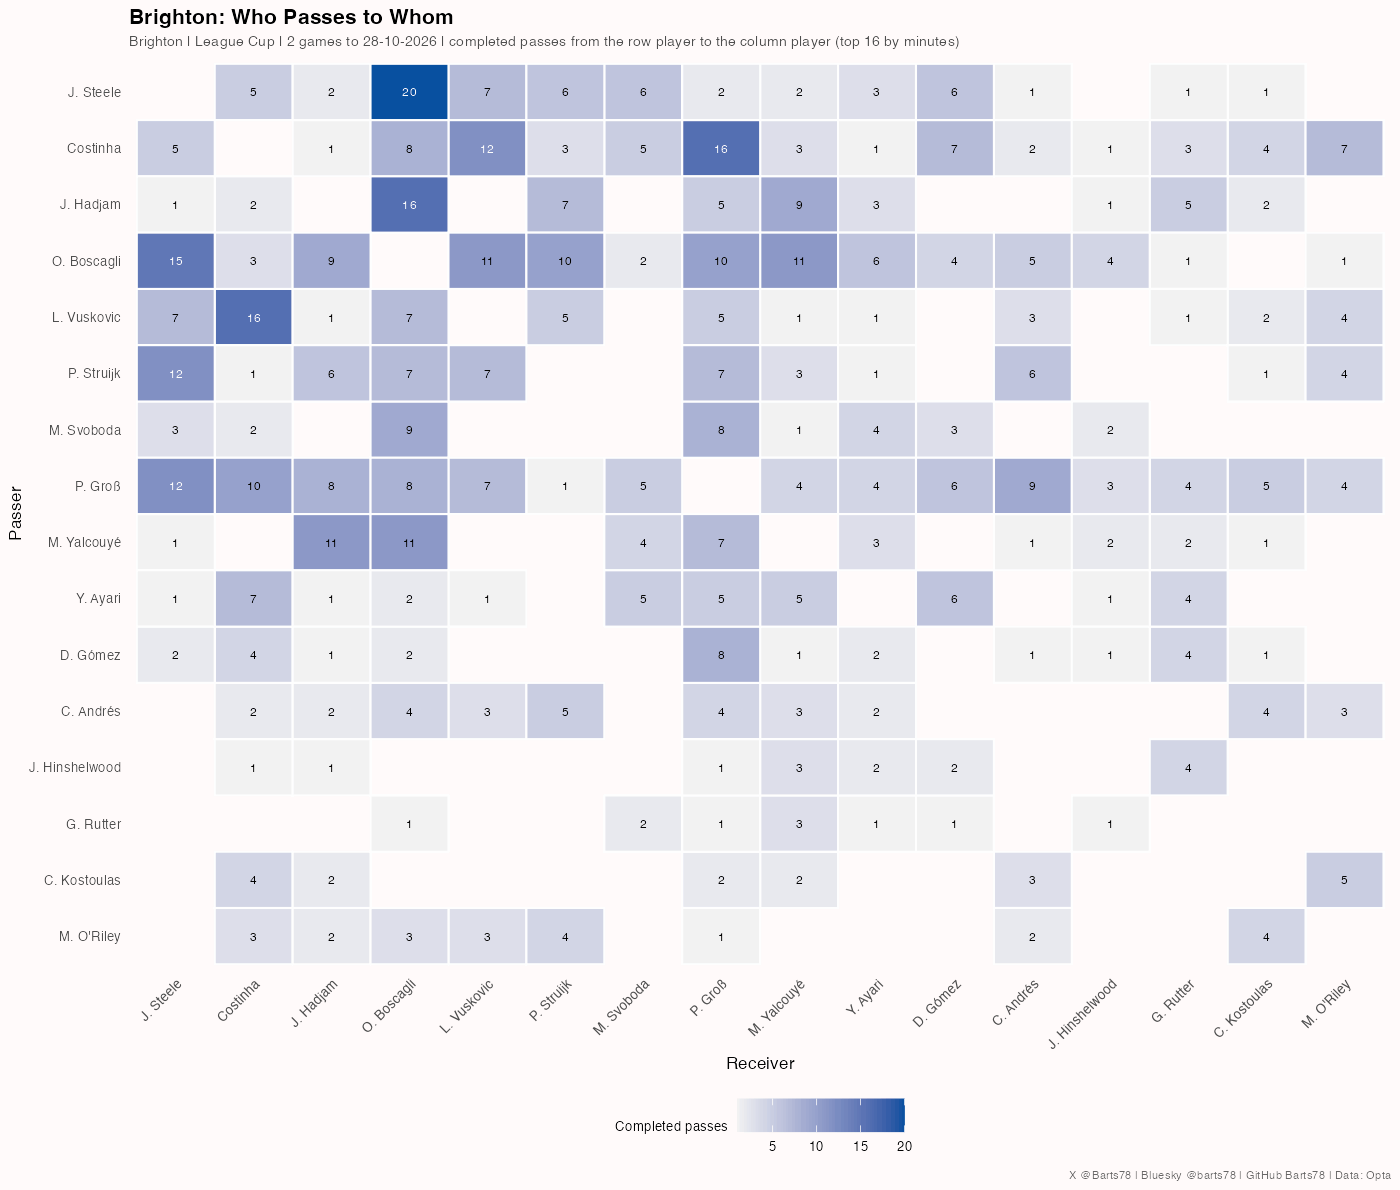 Brighton: Who Passes to Whom
Brighton | League Cup | 2 games to 28-10-2026 | completed passes from the row player to the column player (top 16 by minutes)
J. Steele 5 2 20 7 6 6 2 2 3 6 1 1 1
Costinha 5 1 8 12 3 5 16 3 1 7 2 1 3 4 7
J. Hadjam 1 2 16 7 5 9 3 1 5 2
O. Boscagli 15 3 9 11 10 2 10 11 6 4 5 4 1 1
L. Vuskovic 7 16 1 7 5 5 1 1 3 1 2 4
P. Struijk 12 1 6 7 7 7 3 1 6 1 4
M. Svoboda 3 2 9 8 1 4 3 2
P. Groß 12 10 8 8 7 1 5 4 4 6 9 3 4 5 4
M. Yalcouyé 1 11 11 4 7 3 1 2 2 1
Y. Ayari 1 7 1 2 1 5 5 5 6 1 4
D. Gómez 2 4 1 2 8 1 2 1 1 4 1
C. Andrés 2 2 4 3 5 4 3 2 4 3
J. Hinshelwood 1 1 1 3 2 2 4
G. Rutter 1 2 1 3 1 1 1
C. Kostoulas 4 2 2 2 3 5
M. O'Riley 3 2 3 3 4 1 2 4
Passer
J. Steele Costinha J. Hadjam O. Boscagli L. Vuskovic P. Struijk M. Svoboda P. Groß M. Yalcouyé Y. Ayari D. Gómez C. Andrés J. Hinshelwood G. Rutter C. Kostoulas M. O'Riley
Receiver
Completed passes
5 10 15 20
X @Barts78 | Bluesky @barts78 | GitHub Barts78 | Data: Opta